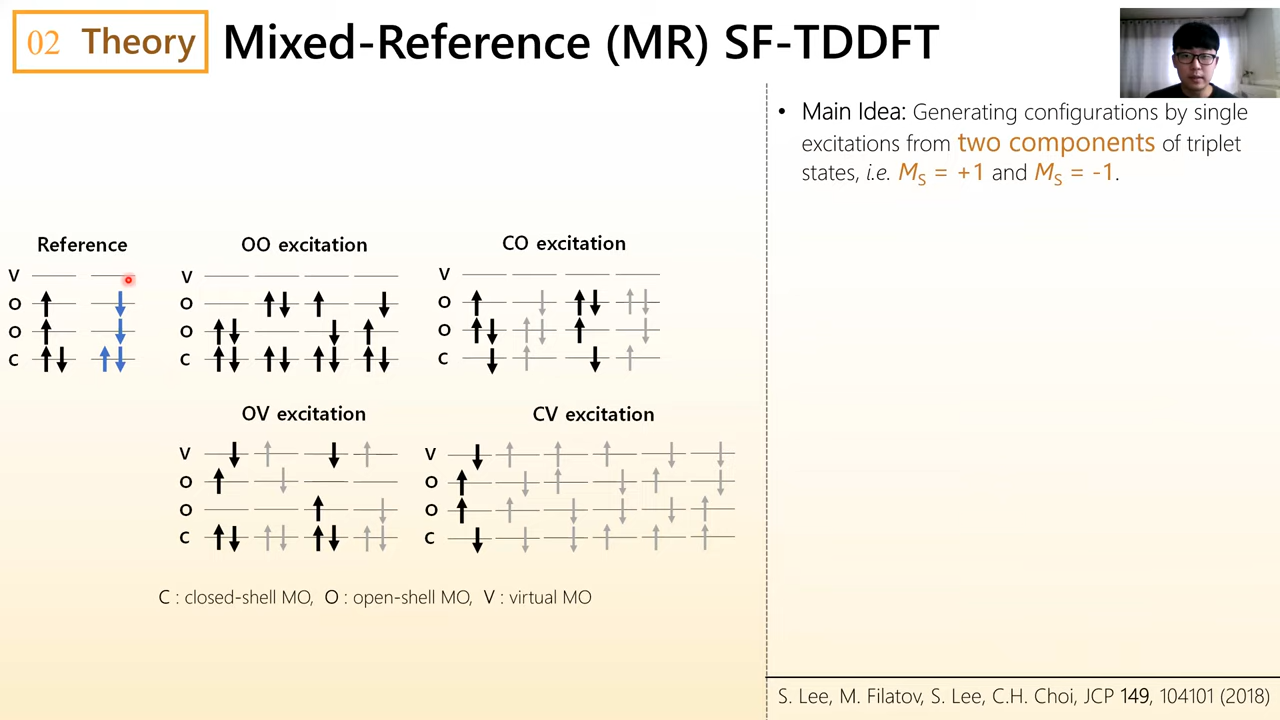 02 Theory Mixed-Reference (MR) SF-TDDFT
• Main Idea: Generating configurations by single
excitations from two components of triplet
states, i.e. MS = +1 and MS = -1.
Reference
V
O
O
C
OO excitation
V
O
O
C
CO excitation
V
O
O
C
OV excitation
V
O
O
C
CV excitation
V
O
O
C
C : closed-shell MO, O : open-shell MO, V : virtual MO
S. Lee, M. Filatov, S. Lee, C.H. Choi, JCP 149, 104101 (2018)